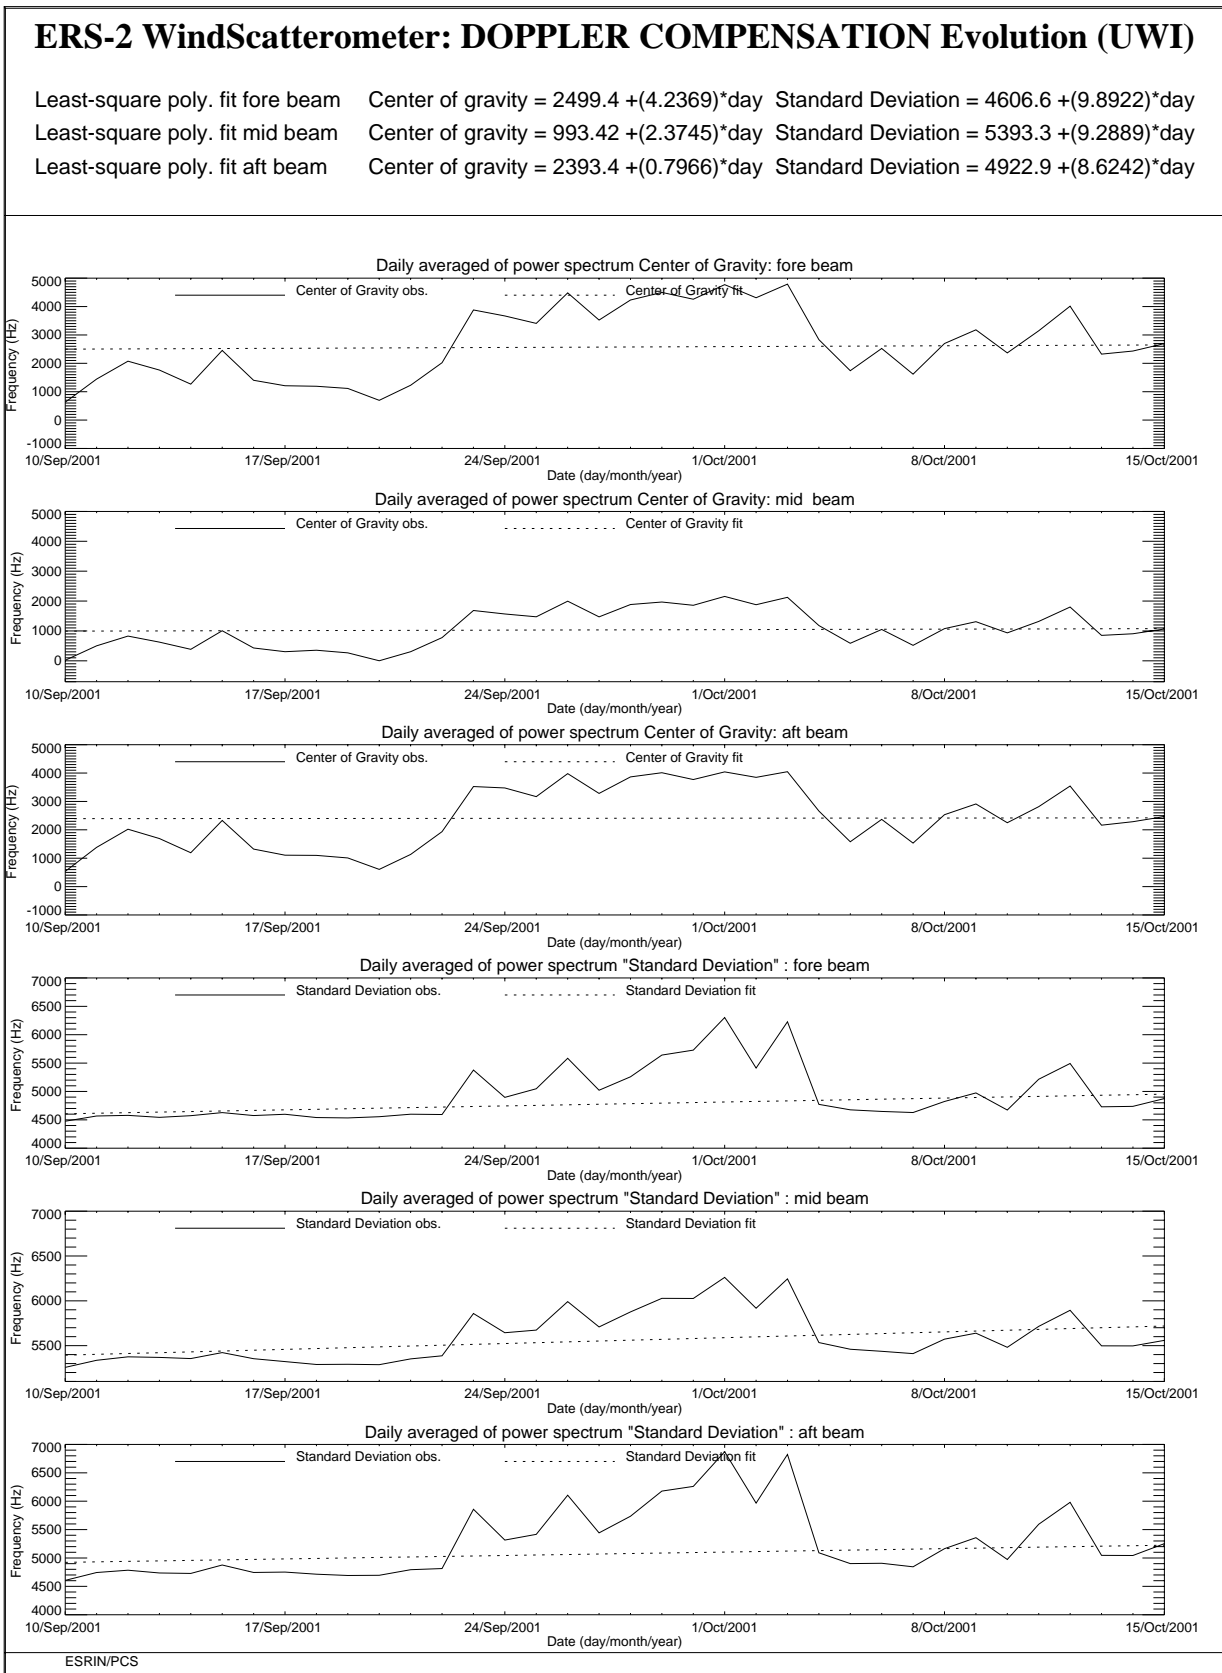 ERS-2 WindScatterometer: DOPPLER COMPENSATION Evolution (UWI)
Least-square poly. fit fore beam Center of gravity = 2499.4 +(4.2369)*day Standard Deviation = 4606.6 +(9.8922)*day
Least-square poly. fit mid beam Center of gravity = 993.42 +(2.3745)*day Standard Deviation = 5393.3 +(9.2889)*day
Least-square poly. fit aft beam Center of gravity = 2393.4 +(0.7966)*day Standard Deviation = 4922.9 +(8.6242)*day
Daily averaged of power spectrum Center of Gravity: fore beam
Center of Gravity obs. Center of Gravity fit
Frequency (Hz)
5000
4000
3000
2000
1000
0
-1000
10/Sep/2001 17/Sep/2001 24/Sep/2001 1/Oct/2001 8/Oct/2001 15/Oct/2001
Date (day/month/year)
Daily averaged of power spectrum Center of Gravity: mid beam
Center of Gravity obs. Center of Gravity fit
Frequency (Hz)
5000
4000
3000
2000
1000
0
10/Sep/2001 17/Sep/2001 24/Sep/2001 1/Oct/2001 8/Oct/2001 15/Oct/2001
Date (day/month/year)
Daily averaged of power spectrum Center of Gravity: aft beam
Center of Gravity obs. Center of Gravity fit
Frequency (Hz)
5000
4000
3000
2000
1000
0
-1000
10/Sep/2001 17/Sep/2001 24/Sep/2001 1/Oct/2001 8/Oct/2001 15/Oct/2001
Date (day/month/year)
Daily averaged of power spectrum "Standard Deviation" : fore beam
Standard Deviation obs. Standard Deviation fit
Frequency (Hz)
7000
6500
6000
5500
5000
4500
4000
10/Sep/2001 17/Sep/2001 24/Sep/2001 1/Oct/2001 8/Oct/2001 15/Oct/2001
Date (day/month/year)
Daily averaged of power spectrum "Standard Deviation" : mid beam
Standard Deviation obs. Standard Deviation fit
Frequency (Hz)
7000
6500
6000
5500
10/Sep/2001 17/Sep/2001 24/Sep/2001 1/Oct/2001 8/Oct/2001 15/Oct/2001
Date (day/month/year)
Daily averaged of power spectrum "Standard Deviation" : aft beam
Standard Deviation obs. Standard Deviation fit
Frequency (Hz)
7000
6500
6000
5500
5000
4500
4000
10/Sep/2001 17/Sep/2001 24/Sep/2001 1/Oct/2001 8/Oct/2001 15/Oct/2001
Date (day/month/year)
ESRIN/PCS